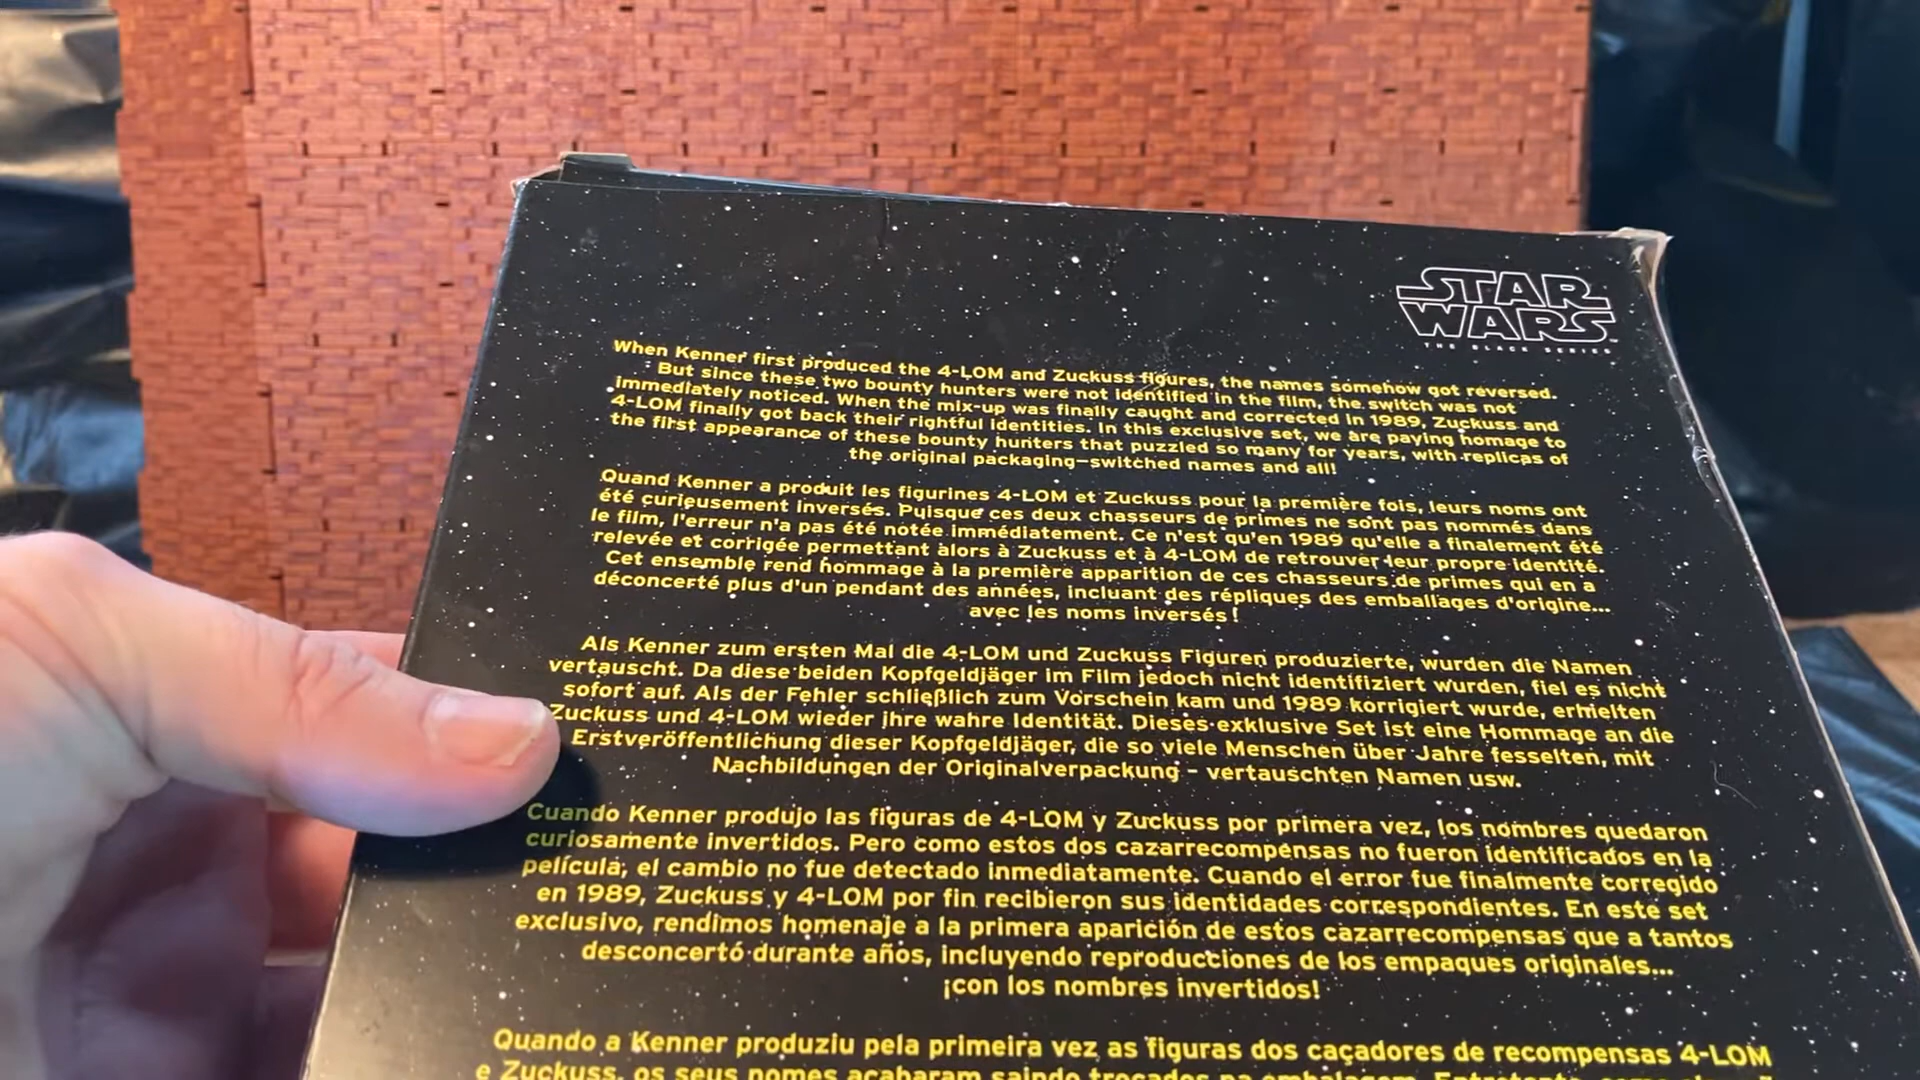 STAR
WARS
THE BLACK SERIES
When Kenner first produced the 4-LOM and Zuckuss figures, the names somehow got reversed.
But since these two bounty hunters were not identified in the film, the switch was not
immediately noticed. When the mix-up was finally caught and corrected in 1989, Zuckuss and
4-LOM finally got back their rightful identities. In this exclusive set, we are paying homage to
the first appearance of these bounty hunters that puzzled so many for years, with replicas of
the original packaging—switched names and all!
Quand Kenner a produit les figurines 4-LOM et Zuckuss pour la première fois, leurs noms ont
été curieusement inversés. Puisque ces deux chasseurs de primes ne sont pas nommés dans
le film, l'erreur n'a pas été notée immédiatement. Ce n'est qu'en 1989 qu'elle a finalement été
relevée et corrigée permettant alors à Zuckuss et à 4-LOM de retrouver leur propre identité.
Cet ensemble rend hommage à la première apparition de ces chasseurs de primes qui en a
déconcerté plus d'un pendant des années, incluant des répliques des emballages d'origine...
avec les noms inversés !
Als Kenner zum ersten Mal die 4-LOM und Zuckuss Figuren produzierte, wurden die Namen
vertauscht. Da diese beiden Kopfgeldjäger im Film jedoch nicht identifiziert wurden, fiel es nicht
sofort auf. Als der Fehler schließlich zum Vorschein kam und 1989 korrigiert wurde, erhielten
Zuckuss und 4-LOM wieder ihre wahre Identität. Dieses exklusive Set ist eine Hommage an die
Erstveröffentlichung dieser Kopfgeldjäger, die so viele Menschen über Jahre fesselten, mit
Nachbildungen der Originalverpackung – vertauschten Namen usw.
Cuando Kenner produjo las figuras de 4-LOM y Zuckuss por primera vez, los nombres quedaron
curiosamente invertidos. Pero como estos dos cazarrecompensas no fueron identificados en la
película, el cambio no fue detectado inmediatamente. Cuando el error fue finalmente corregido
en 1989, Zuckuss y 4-LOM por fin recibieron sus identidades correspondientes. En este set
exclusivo, rendimos homenaje a la primera aparición de estos cazarrecompensas que a tantos
desconcertó durante años, incluyendo reproducciones de los empaques originales...
¡con los nombres invertidos!
Quando a Kenner produziu pela primeira vez as figuras dos caçadores de recompensas 4-LOM
e Zuckuss, os seus nomes acabaram saindo trocados na embalagem. Entretanto, como